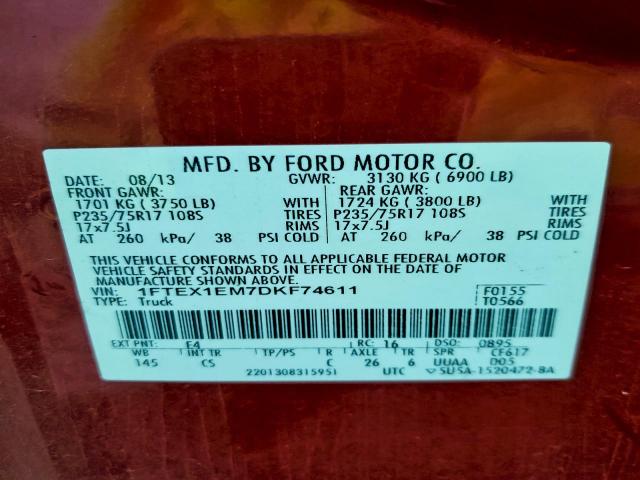 MFD. BY FORD MOTOR CO.
DATE: 08/13 GVWR: 3130 KG ( 6900 LB)
FRONT GAWR: REAR GAWR:
1701 KG ( 3750 LB) WITH 1724 KG ( 3800 LB) WITH
P235/75R17 108S TIRES P235/75R17 108S TIRES
17x7.5J RIMS 17x7.5J RIMS
AT 260 kPa/ 38 PSI COLD AT 260 kPa/ 38 PSI COLD
THIS VEHICLE CONFORMS TO ALL APPLICABLE FEDERAL MOTOR
VEHICLE SAFETY STANDARDS IN EFFECT ON THE DATE OF
MANUFACTURE SHOWN ABOVE.
VIN: 1FTEX1EM7DKF74611 F0155
TYPE: Truck T0566
EXT PNT: E4 RC: 16 DSO: 0895
WB INT TR TP/PS R AXLE TR SPR CF617
145 CS C 26 6 UUAA D05
2201308315951 UTC SU5A-1520472-BA